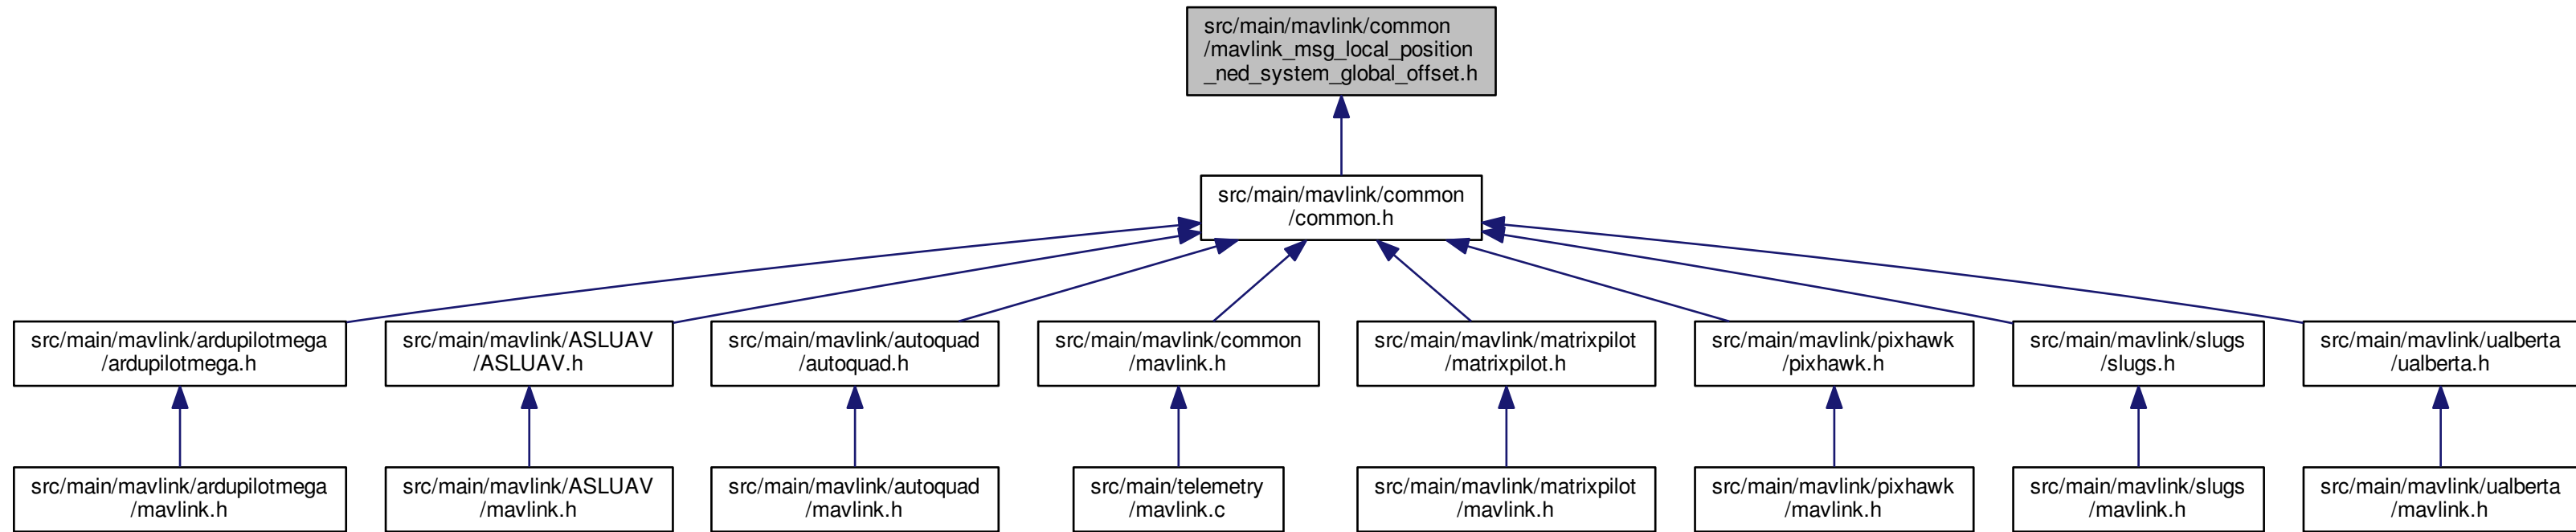 src/main/mavlink/common
/mavlink_msg_local_position
_ned_system_global_offset.h
src/main/mavlink/common
/common.h
src/main/mavlink/ardupilotmega
/ardupilotmega.h
src/main/mavlink/ASLUAV
/ASLUAV.h
src/main/mavlink/autoquad
/autoquad.h
src/main/mavlink/common
/mavlink.h
src/main/mavlink/matrixpilot
/matrixpilot.h
src/main/mavlink/pixhawk
/pixhawk.h
src/main/mavlink/slugs
/slugs.h
src/main/mavlink/ualberta
/ualberta.h
src/main/mavlink/ardupilotmega
/mavlink.h
src/main/mavlink/ASLUAV
/mavlink.h
src/main/mavlink/autoquad
/mavlink.h
src/main/telemetry
/mavlink.c
src/main/mavlink/matrixpilot
/mavlink.h
src/main/mavlink/pixhawk
/mavlink.h
src/main/mavlink/slugs
/mavlink.h
src/main/mavlink/ualberta
/mavlink.h